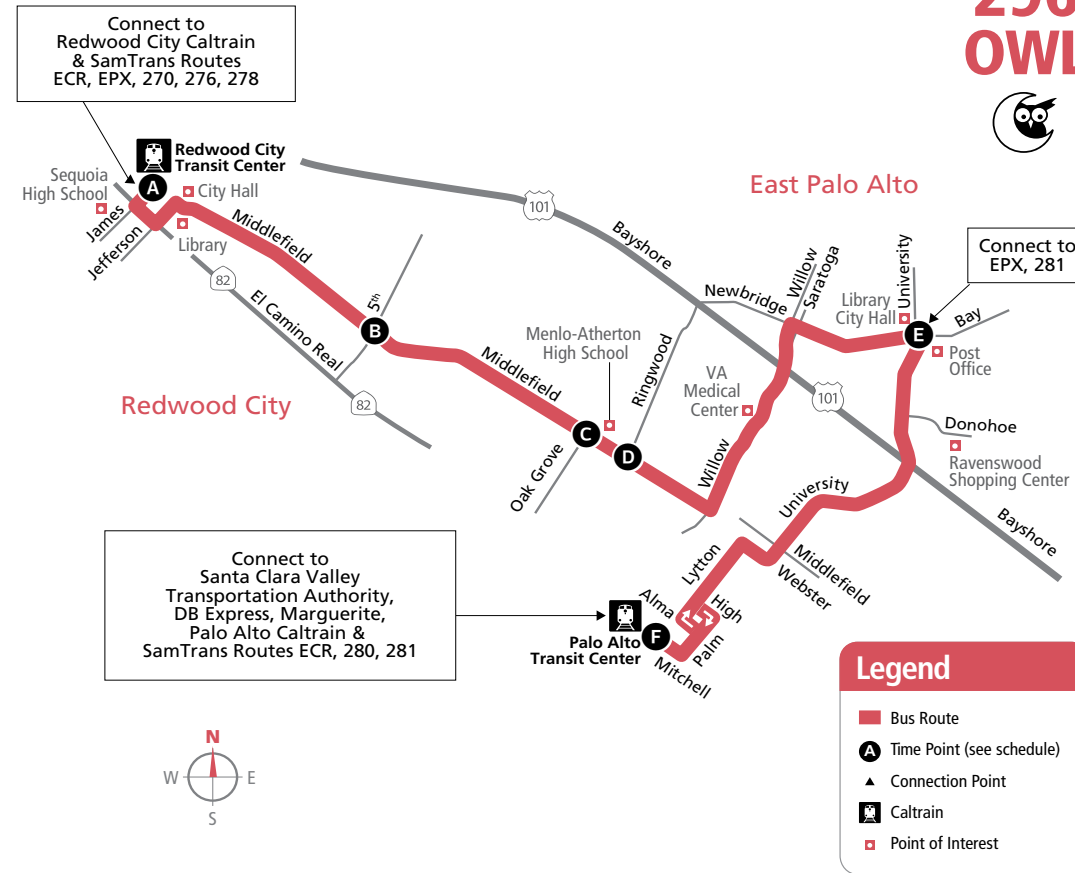 Connect to
Redwood City Caltrain
& SamTrans Routes
ECR, EPX, 270, 276, 278
OWL
Redwood City
Transit Center
A
Sequoia
High School
City Hall
Library
James
Jefferson
Middlefield
82
El Camino Real
5th
B
82
Redwood City
101
Bayshore
East Palo Alto
Connect to
EPX, 281
Newbridge
Willow
Saratoga
University
Library
City Hall
E
Bay
Post
Office
Menlo-Atherton
High School
Middlefield
Ringwood
VA
Medical
Center
101
C
D
Oak Grove
Willow
Donohoe
Ravenswood
Shopping Center
Bayshore
University
Middlefield
Webster
Lytton
Alma
High
Palm
Mitchell
F
Palo Alto
Transit Center
Connect to
Santa Clara Valley
Transportation Authority,
DB Express, Marguerite,
Palo Alto Caltrain &
SamTrans Routes ECR, 280, 281
N
W
E
S
Legend
Bus Route
A Time Point (see schedule)
Connection Point
Caltrain
Point of Interest